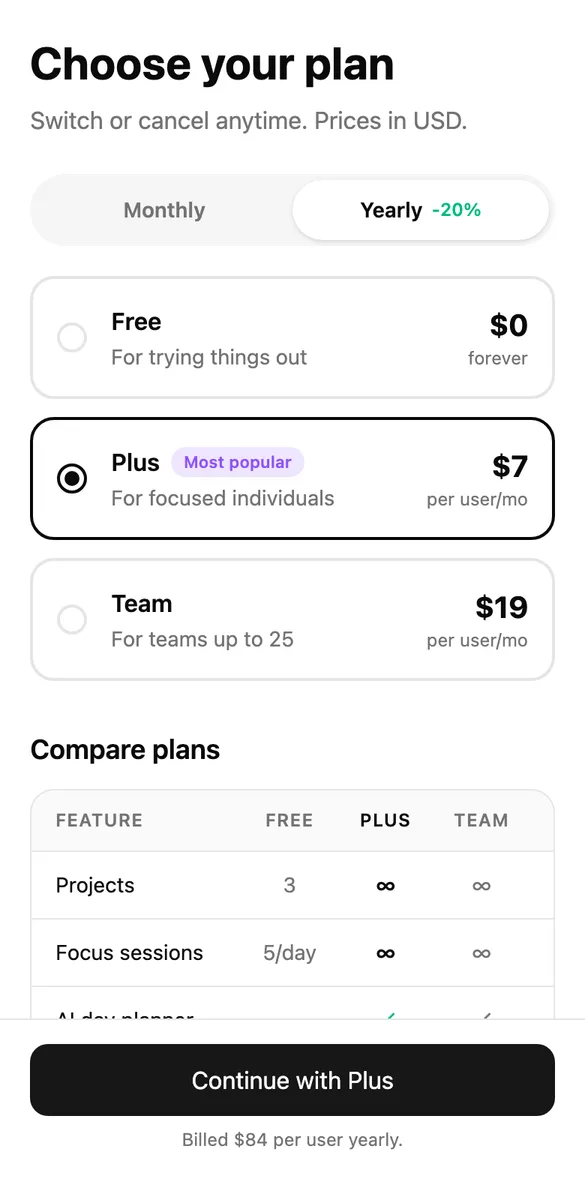 Choose your plan
Switch or cancel anytime. Prices in USD.
Monthly Yearly -20%
Free $0
For trying things out forever
Plus Most popular $7
For focused individuals per user/mo
Team $19
For teams up to 25 per user/mo
Compare plans
FEATURE FREE PLUS TEAM
Projects 3 ∞ ∞
Focus sessions 5/day ∞ ∞
AI day planner ✓ ✓
Continue with Plus
Billed $84 per user yearly.